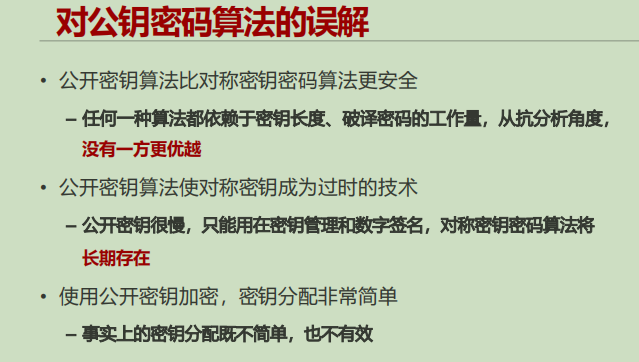 对公钥密码算法的误解
• 公开密钥算法比对称密钥密码算法更安全
– 任何一种算法都依赖于密钥长度、破译密码的工作量，从抗分析角度，
没有一方更优越
• 公开密钥算法使对称密钥成为过时的技术
– 公开密钥很慢，只能用在密钥管理和数字签名，对称密钥密码算法将
长期存在
• 使用公开密钥加密，密钥分配非常简单
– 事实上的密钥分配既不简单，也不有效